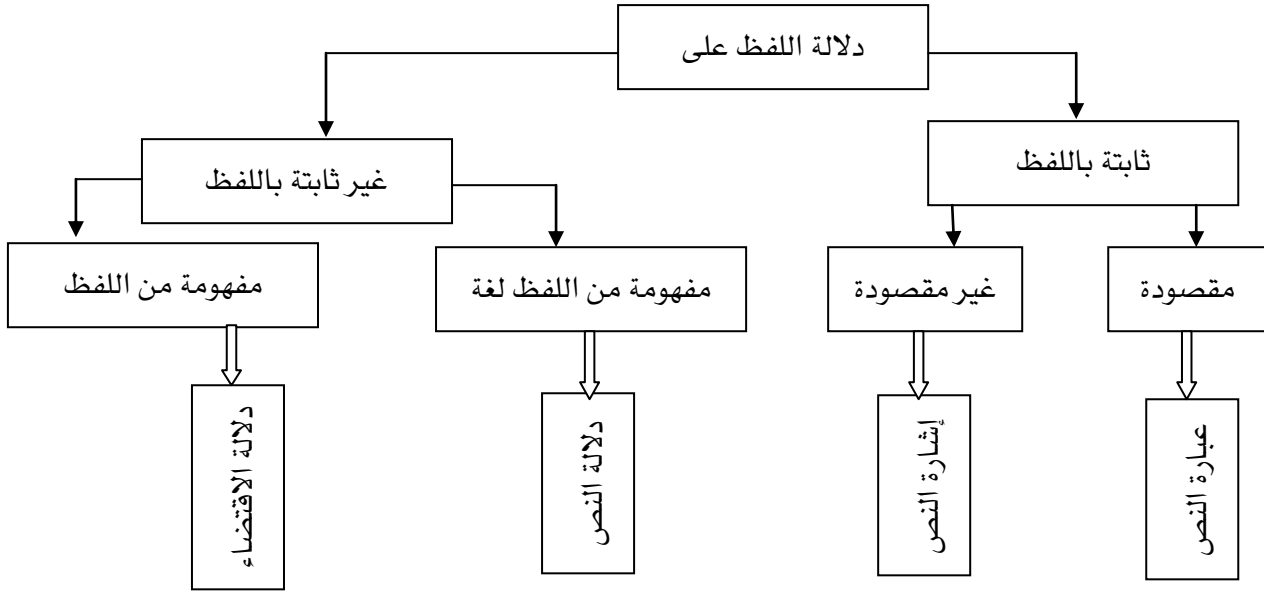 دلالة اللفظ على
ثابتة باللفظ
غير ثابتة باللفظ
مقصودة
غير مقصودة
مفهومة من اللفظ لغة
مفهومة من اللفظ
عبارة النص
إشارة النص
دلالة النص
دلالة الاقتضاء